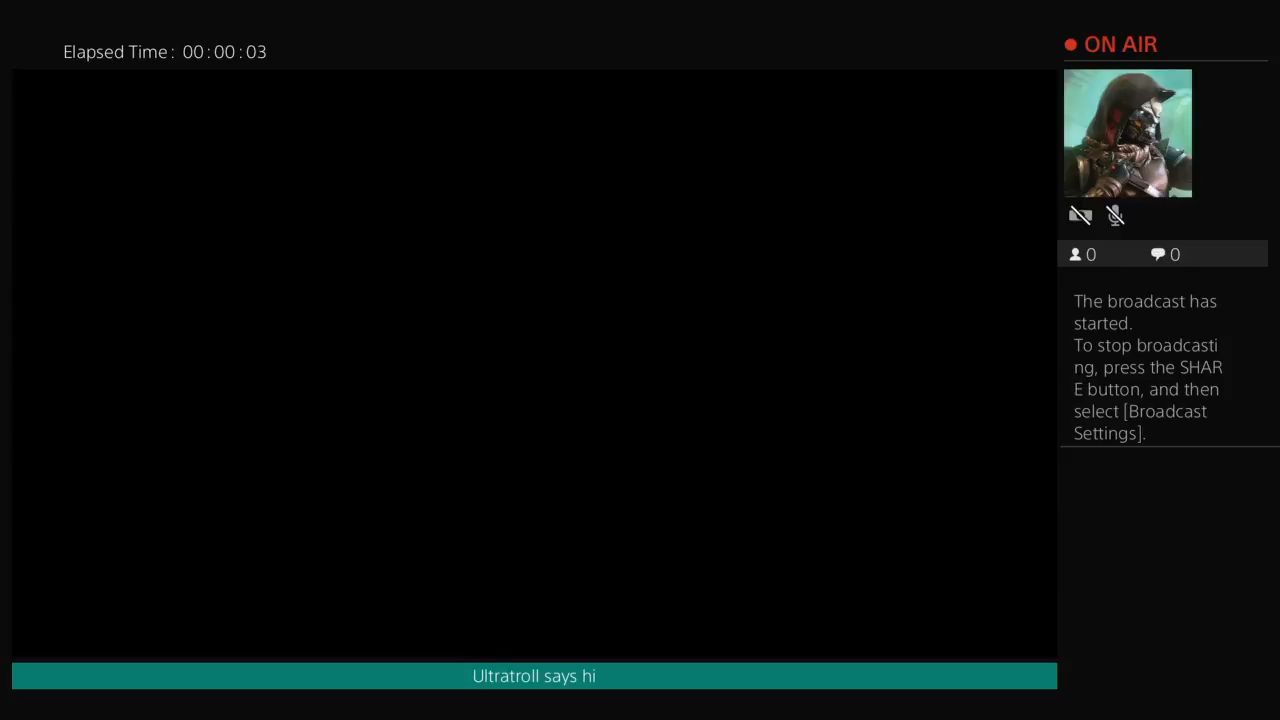 Elapsed Time: 00:00:03
ON AIR
0 0
The broadcast has
started.
To stop broadcasti
ng, press the SHAR
E button, and then
select [Broadcast
Settings].
Ultratroll says hi